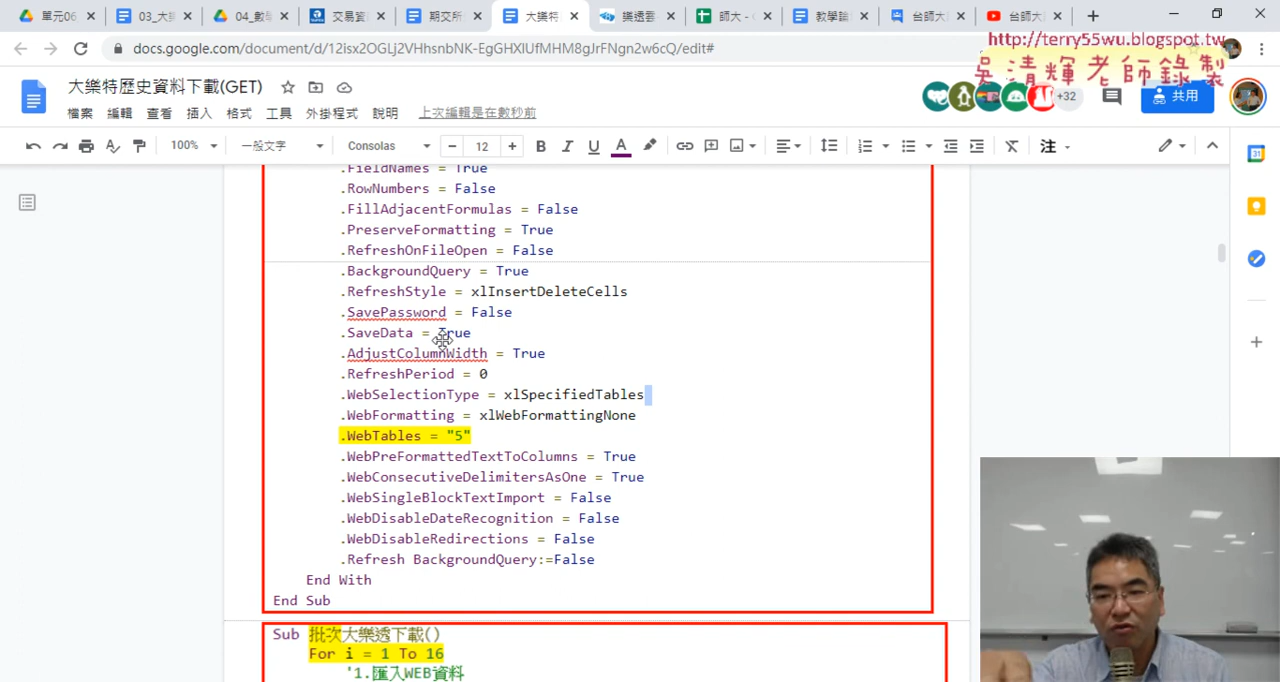 單元06
03_大
04_數
交易資
期交所
大樂特
樂透雲
師大 -
教學論
台師大
台師大
docs.google.com/document/d/12isx2OGLj2VHhsnbNK-EgGHXlUfMHM8gJrFNgn2w6cQ/edit#
http://terry55wu.blogspot.tw
吳清輝老師錄製
大樂特歷史資料下載(GET)
檔案 編輯 查看 插入 格式 工具 外掛程式 說明 上次編輯是在數秒前
+32
共用
100% 一般文字 Consolas 12 B I U A 注
.FieldNames = True
.RowNumbers = False
.FillAdjacentFormulas = False
.PreserveFormatting = True
.RefreshOnFileOpen = False
.BackgroundQuery = True
.RefreshStyle = xlInsertDeleteCells
.SavePassword = False
.SaveData = True
.AdjustColumnWidth = True
.RefreshPeriod = 0
.WebSelectionType = xlSpecifiedTables
.WebFormatting = xlWebFormattingNone
.WebTables = "5"
.WebPreFormattedTextToColumns = True
.WebConsecutiveDelimitersAsOne = True
.WebSingleBlockTextImport = False
.WebDisableDateRecognition = False
.WebDisableRedirections = False
.Refresh BackgroundQuery:=False
End With
End Sub
Sub 批次大樂透下載()
For i = 1 To 16
'1.匯入WEB資料